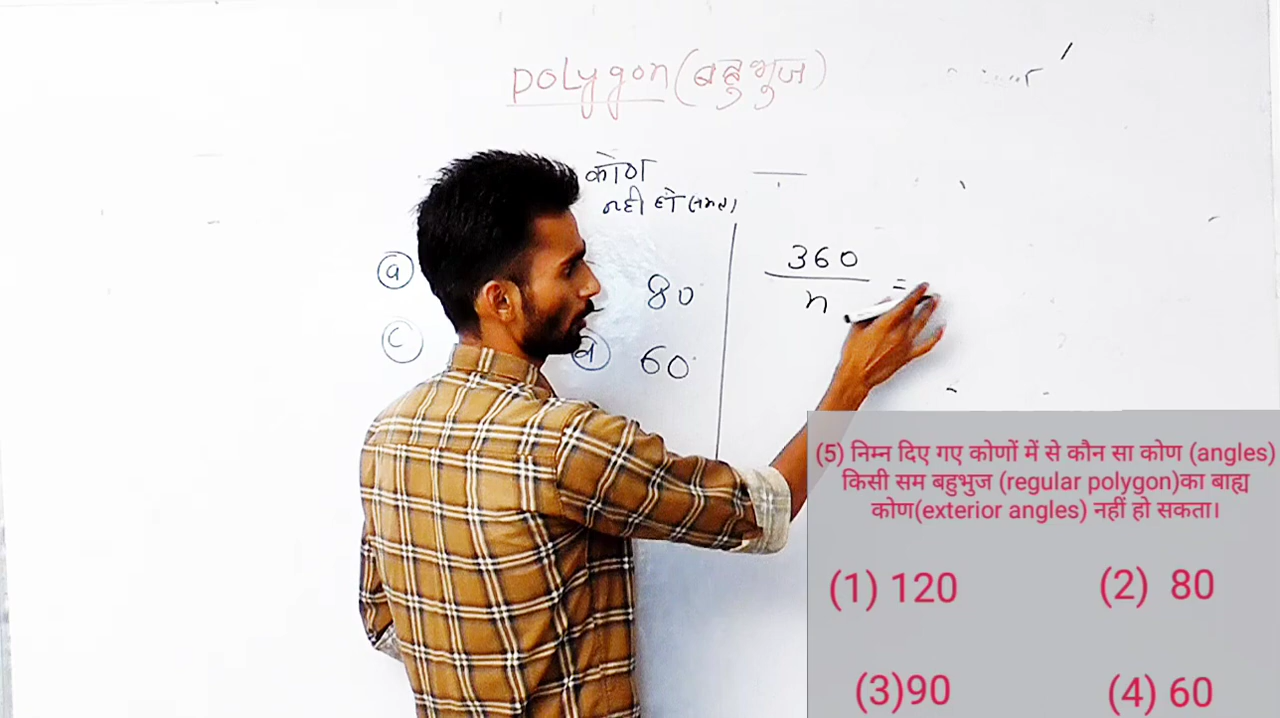 polygon (बहुभुज)
कोण
नही हो सकता)
a
80
c
d
60
360
n
=
(5) निम्न दिए गए कोणों में से कौन सा कोण (angles)
किसी सम बहुभुज (regular polygon)का बाह्य
कोण(exterior angles) नहीं हो सकता।
(1) 120
(2) 80
(3)90
(4) 60